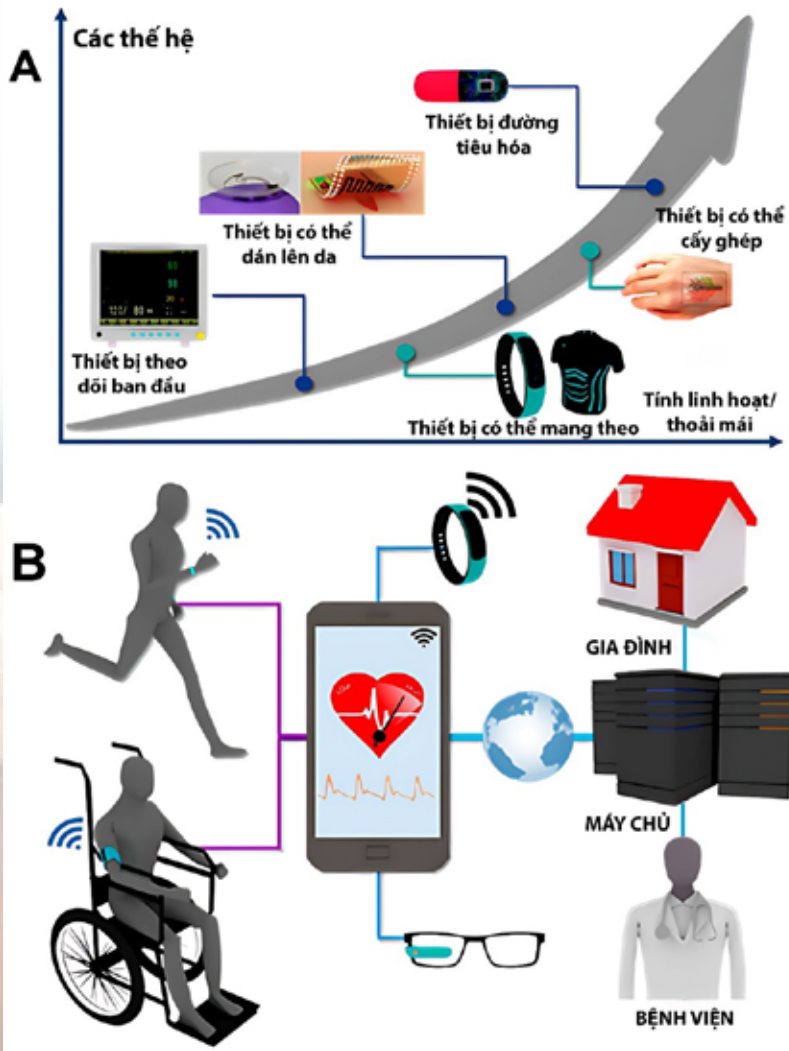 A
Các thế hệ
Thiết bị đường
tiêu hóa
Thiết bị có thể
dán lên da
Thiết bị có thể
cấy ghép
Thiết bị theo
dõi ban đầu
Thiết bị có thể mang theo
Tính linh hoạt/
thoải mái
B
GIA ĐÌNH
MÁY CHỦ
BỆNH VIỆN